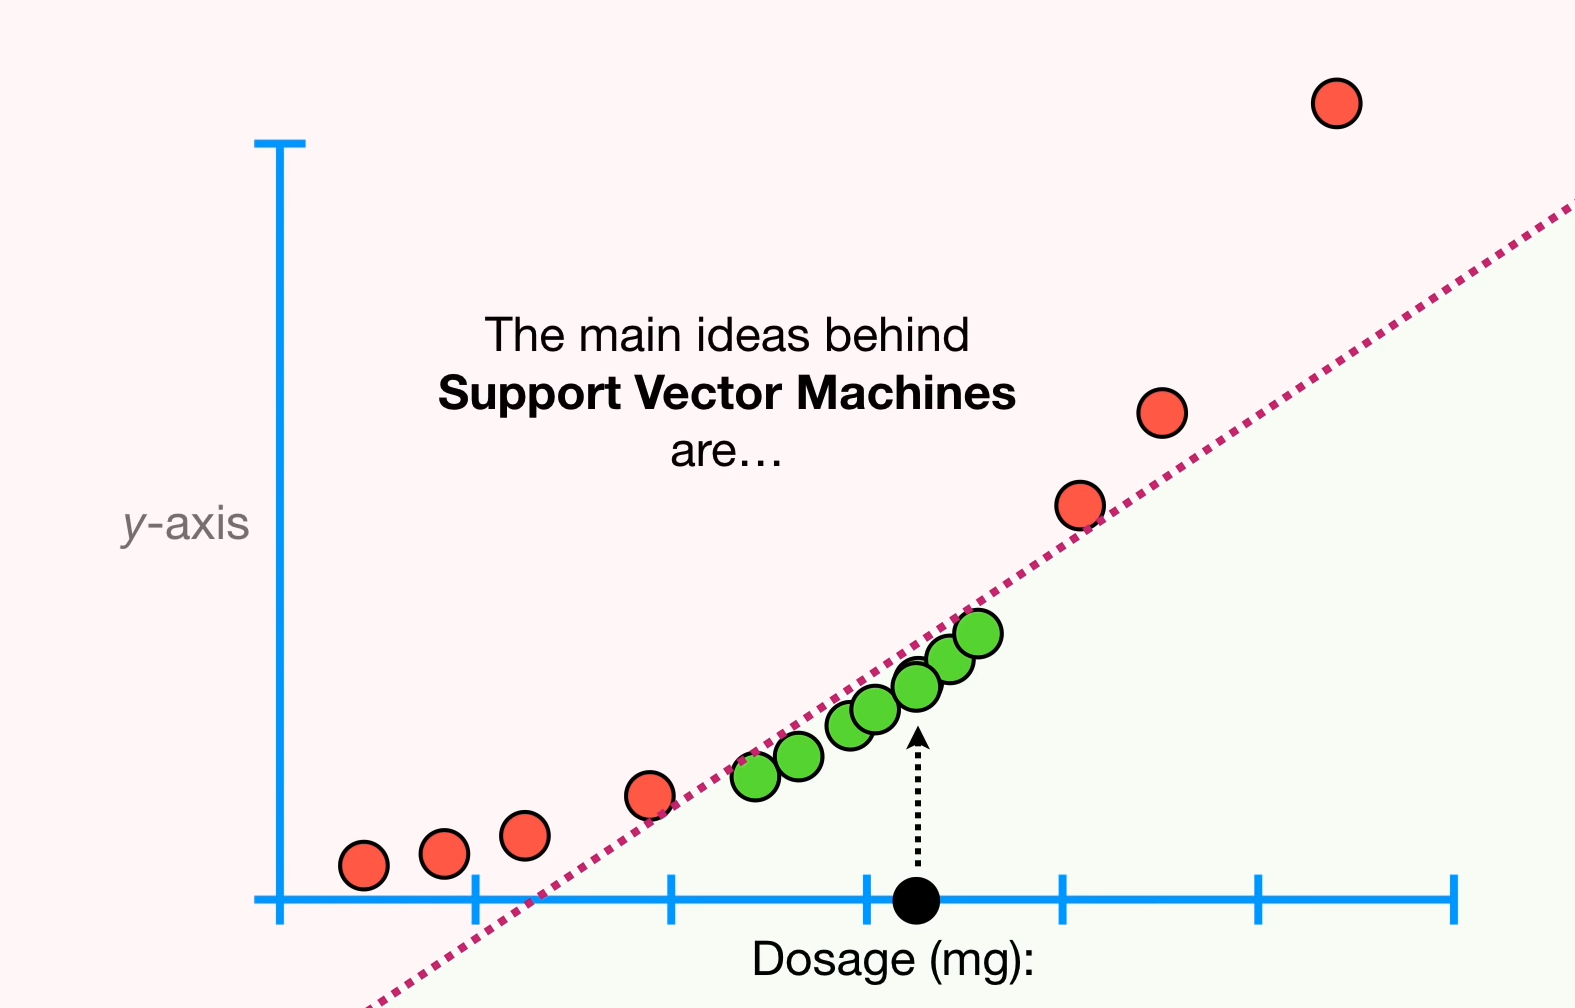 The main ideas behind
Support Vector Machines
are…
y-axis
Dosage (mg):